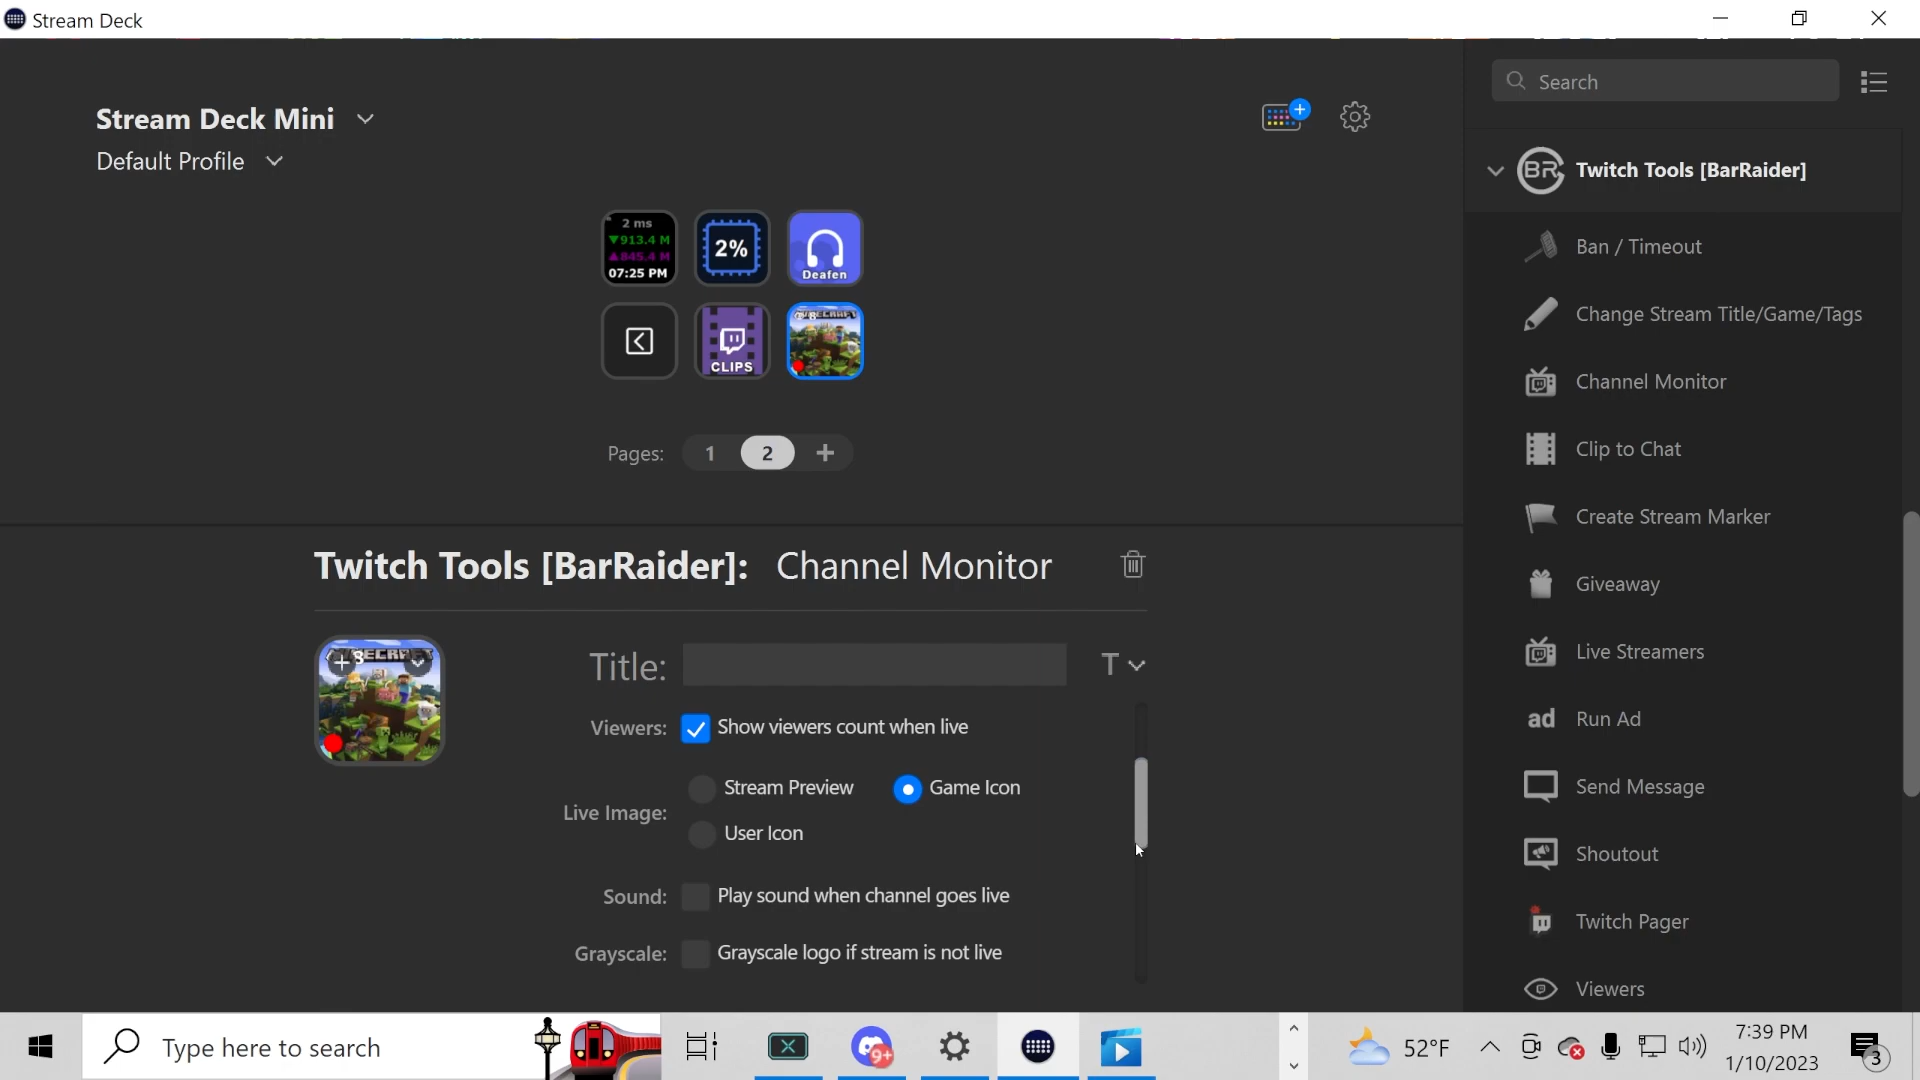 Stream Deck
Stream Deck Mini
Default Profile
2 ms
▼913.4 M
▲845.4 M
07:25 PM
2%
Deafen
CLIPS
MINECRAFT
8
Pages: 1 2 +
Twitch Tools [BarRaider]: Channel Monitor
Title: T
Viewers: Show viewers count when live
Live Image: Stream Preview Game Icon
User Icon
Sound: Play sound when channel goes live
Grayscale: Grayscale logo if stream is not live
Search
BR Twitch Tools [BarRaider]
Ban / Timeout
Change Stream Title/Game/Tags
Channel Monitor
Clip to Chat
Create Stream Marker
Giveaway
Live Streamers
ad Run Ad
Send Message
Shoutout
Twitch Pager
Viewers
Type here to search
9+
52°F
7:39 PM
1/10/2023
3